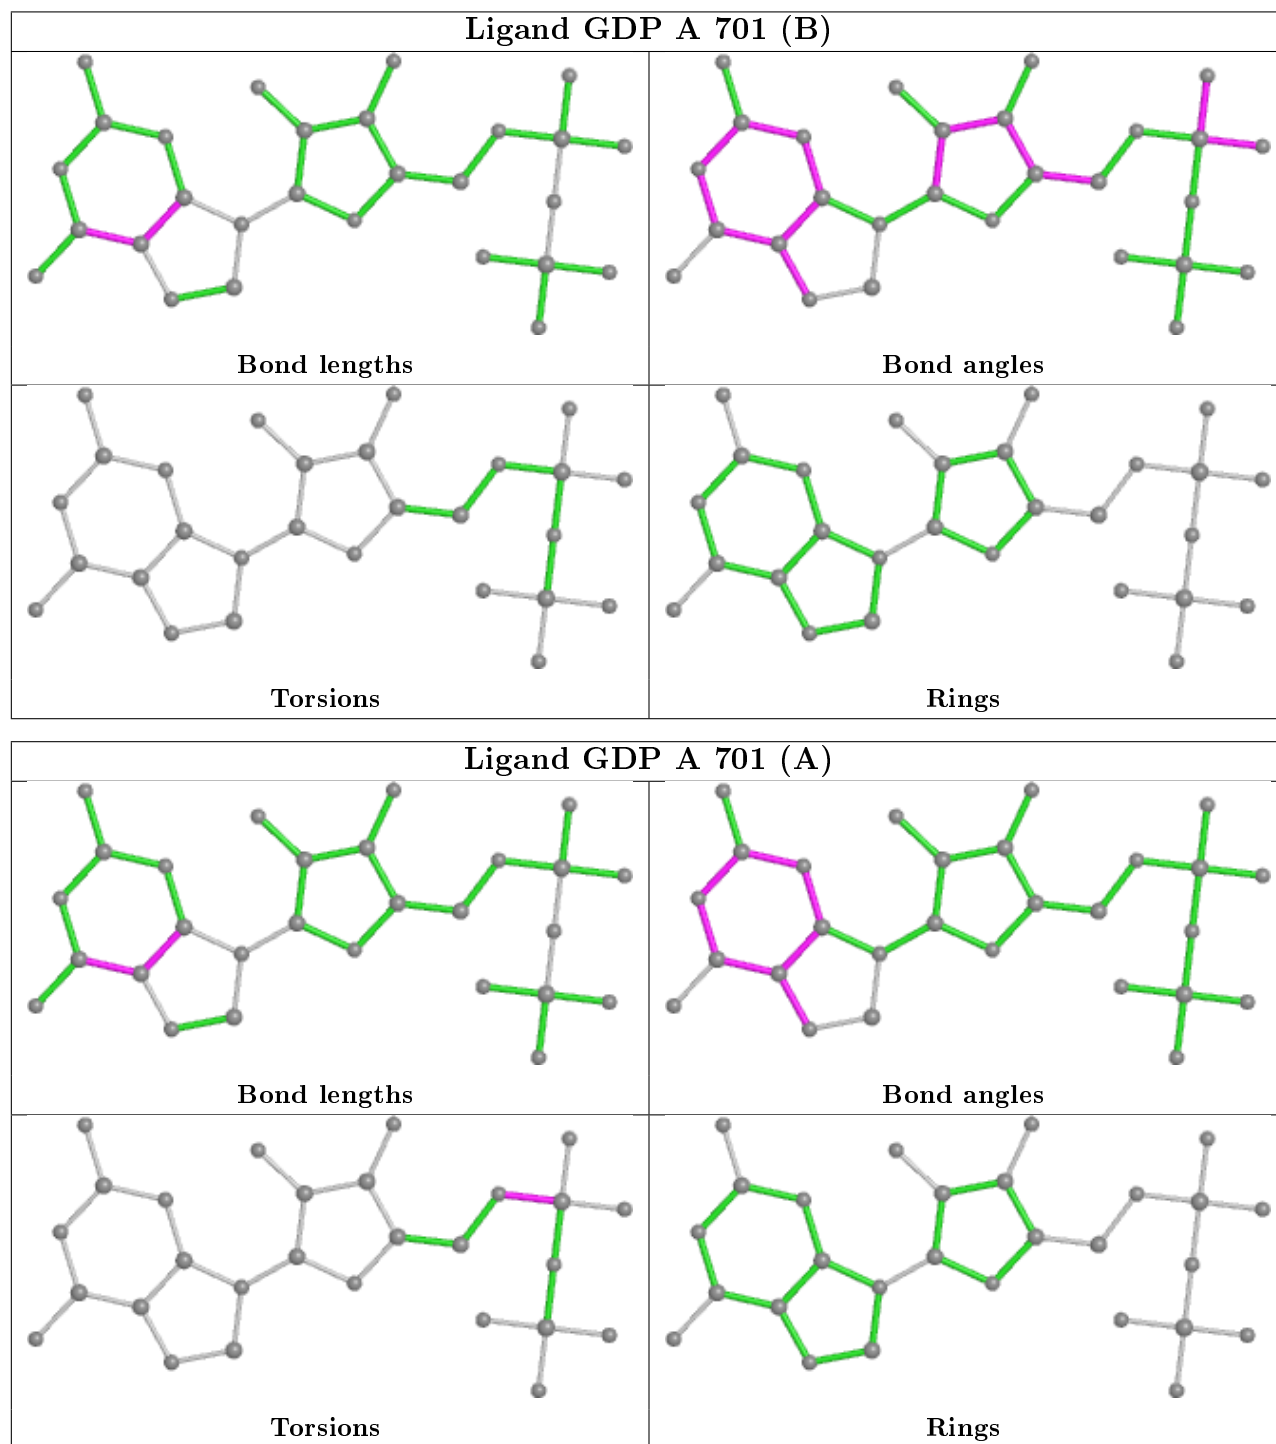 Ligand GDP A 701 (B)
Bond lengths
Bond angles
Torsions
Rings
Ligand GDP A 701 (A)
Bond lengths
Bond angles
Torsions
Rings